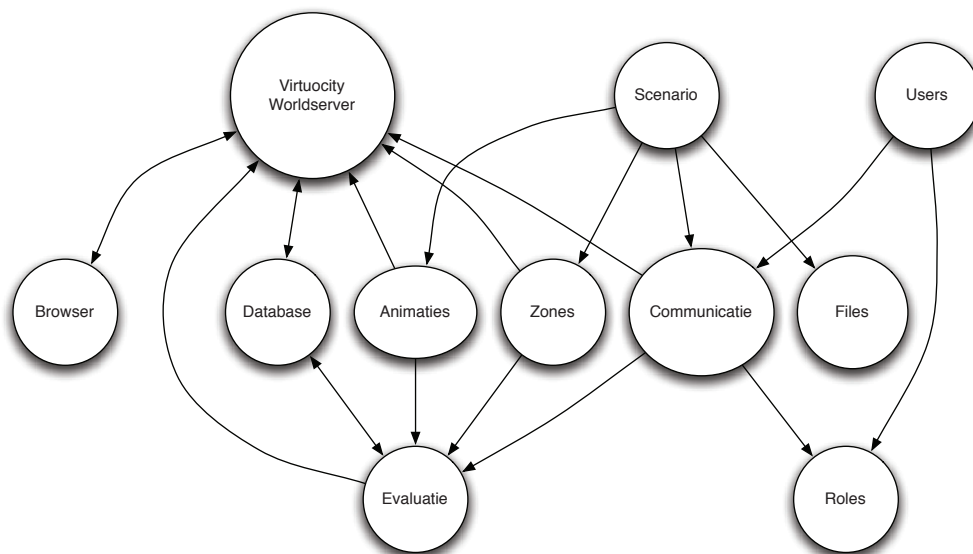 Virtuocity
Worldserver
Scenario
Users
Browser
Database
Animaties
Zones
Communicatie
Files
Evaluatie
Roles